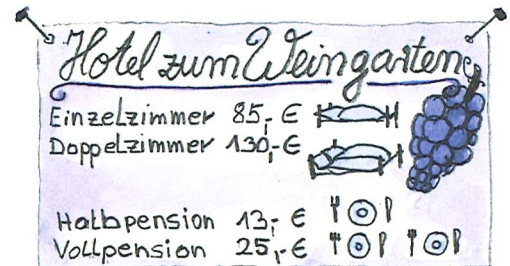 Hotel zum Weingarten
Einzelzimmer 85,- €
Doppelzimmer 130,- €
Halbpension 13,- €
Vollpension 25,- €